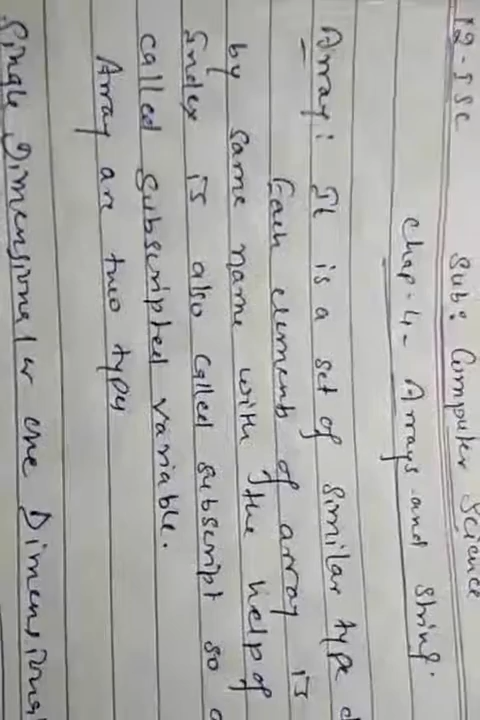 12-ISC Sub: Computer Science
Chap-4- Arrays and String.
Array: It is a set of similar type
Each elements of array is
by same name with the help of
Index is also called subscript so
called Subscripted variable.
Array are two type
Single Dimensional or one Dimensional